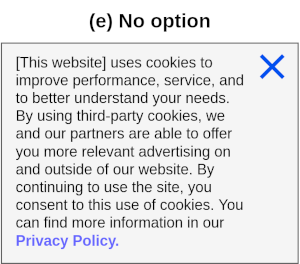 (e) No option
[This website] uses cookies to
improve performance, service, and
to better understand your needs.
By using third-party cookies, we
and our partners are able to offer
you more relevant advertising on
and outside of our website. By
continuing to use the site, you
consent to this use of cookies. You
can find more information in our
Privacy Policy.